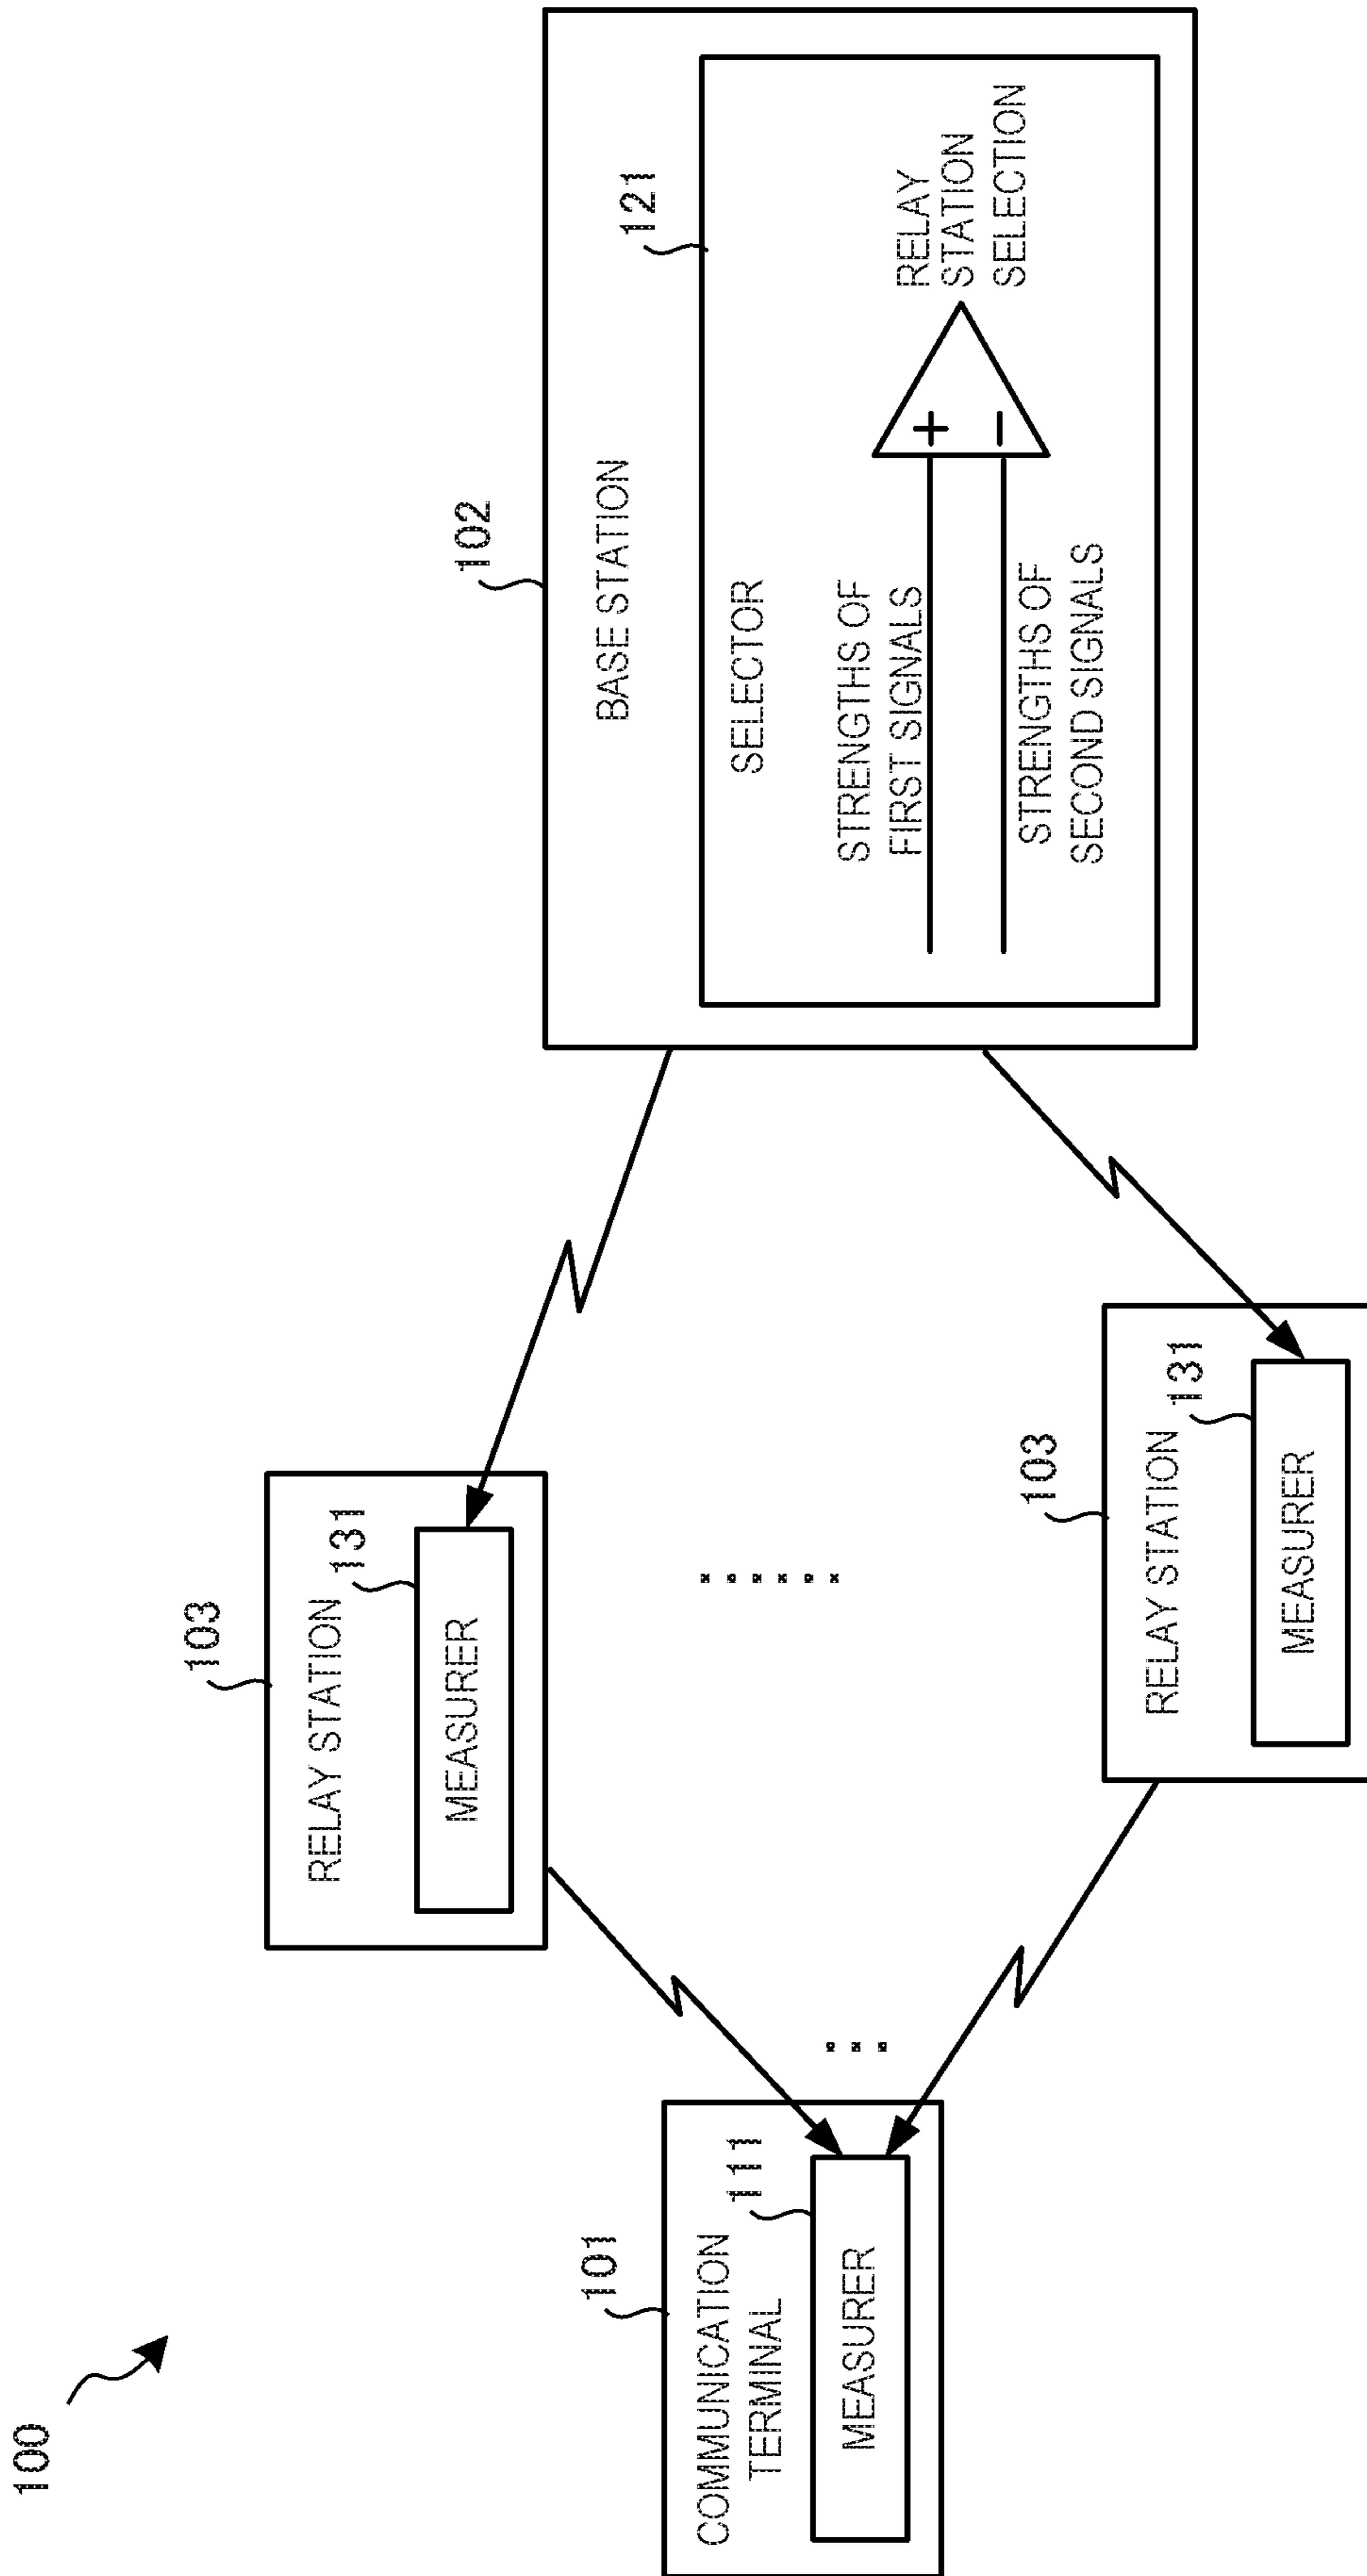 100
101
COMMUNICATION
TERMINAL
111
MEASURER
103
RELAY STATION
131
MEASURER
103
RELAY STATION
131
MEASURER
102
BASE STATION
121
SELECTOR
STRENGTHS OF
FIRST SIGNALS
STRENGTHS OF
SECOND SIGNALS
+
−
RELAY
STATION
SELECTION